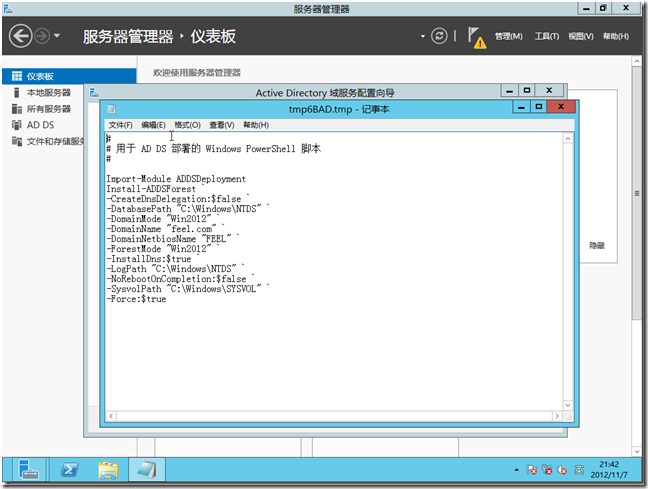 服务器管理器
服务器管理器 · 仪表板
管理(M) 工具(T) 视图(V) 帮助(H)
仪表板
本地服务器
所有服务器
AD DS
文件和存储服务
欢迎使用服务器管理器
Active Directory 域服务配置向导
tmp6BAD.tmp - 记事本
文件(F) 编辑(E) 格式(O) 查看(V) 帮助(H)
#
# 用于 AD DS 部署的 Windows PowerShell 脚本
#
Import-Module ADDSDeployment
Install-ADDSForest `
-CreateDnsDelegation:$false `
-DatabasePath "C:\Windows\NTDS" `
-DomainMode "Win2012" `
-DomainName "feel.com" `
-DomainNetbiosName "FEEL" `
-ForestMode "Win2012" `
-InstallDns:$true `
-LogPath "C:\Windows\NTDS" `
-NoRebootOnCompletion:$false `
-SysvolPath "C:\Windows\SYSVOL" `
-Force:$true
隐藏
21:42
2012/11/7